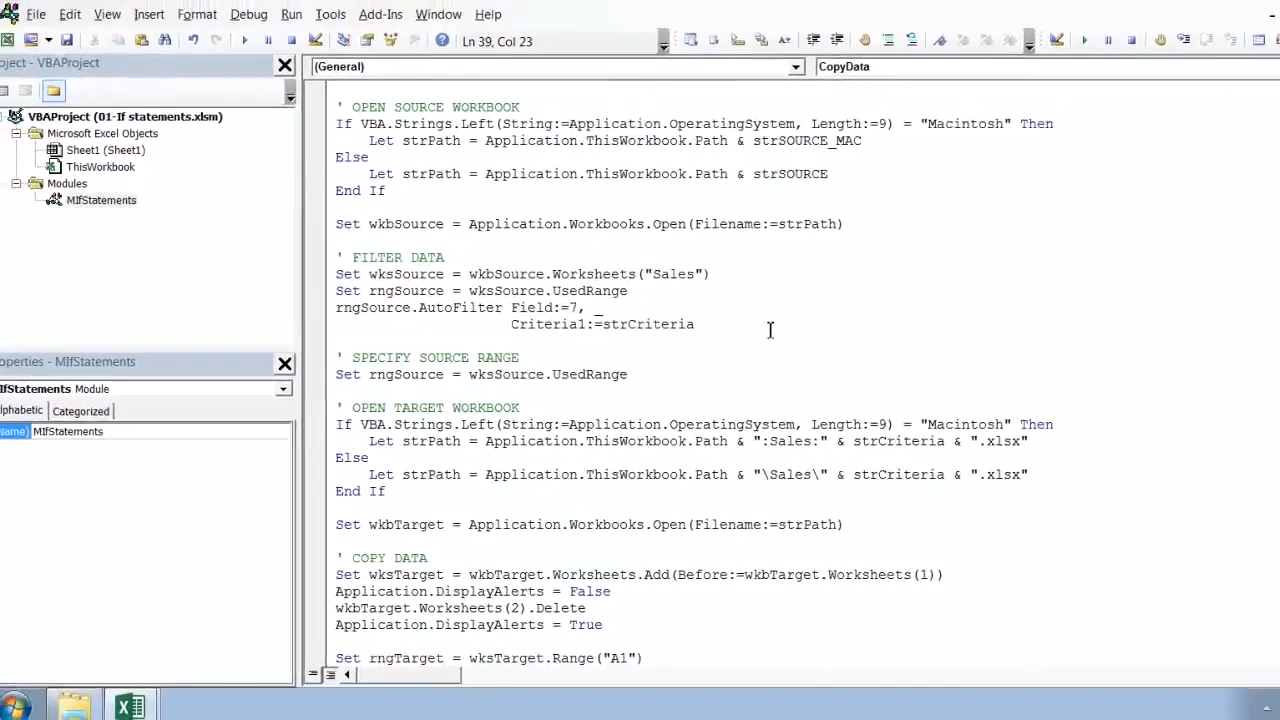 File Edit View Insert Format Debug Run Tools Add-Ins Window Help
Ln 39, Col 23
oject - VBAProject
VBAProject (01-If statements.xlsm)
Microsoft Excel Objects
Sheet1 (Sheet1)
ThisWorkbook
Modules
MIfStatements
operties - MIfStatements
IfStatements Module
lphabetic Categorized
Name) MIfStatements
(General) CopyData
' OPEN SOURCE WORKBOOK
If VBA.Strings.Left(String:=Application.OperatingSystem, Length:=9) = "Macintosh" Then
Let strPath = Application.ThisWorkbook.Path & strSOURCE_MAC
Else
Let strPath = Application.ThisWorkbook.Path & strSOURCE
End If
Set wkbSource = Application.Workbooks.Open(Filename:=strPath)
' FILTER DATA
Set wksSource = wkbSource.Worksheets("Sales")
Set rngSource = wksSource.UsedRange
rngSource.AutoFilter Field:=7, _
Criteria1:=strCriteria
' SPECIFY SOURCE RANGE
Set rngSource = wksSource.UsedRange
' OPEN TARGET WORKBOOK
If VBA.Strings.Left(String:=Application.OperatingSystem, Length:=9) = "Macintosh" Then
Let strPath = Application.ThisWorkbook.Path & ":Sales:" & strCriteria & ".xlsx"
Else
Let strPath = Application.ThisWorkbook.Path & "\Sales\" & strCriteria & ".xlsx"
End If
Set wkbTarget = Application.Workbooks.Open(Filename:=strPath)
' COPY DATA
Set wksTarget = wkbTarget.Worksheets.Add(Before:=wkbTarget.Worksheets(1))
Application.DisplayAlerts = False
wkbTarget.Worksheets(2).Delete
Application.DisplayAlerts = True
Set rngTarget = wksTarget.Range("A1")